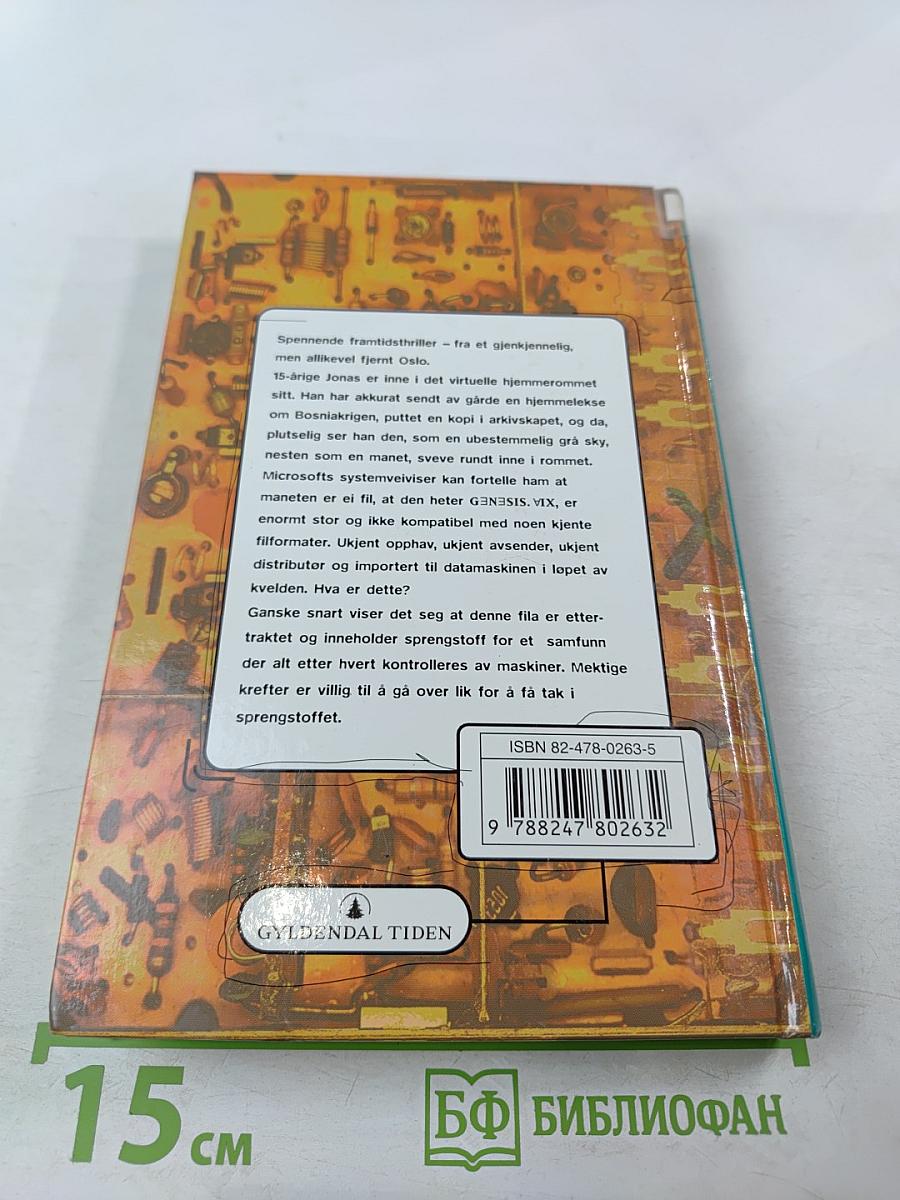 Spennende framtidsthriller – fra et gjenkjennelig,
men allikevel fjernt Oslo.
15-årige Jonas er inne i det virtuelle hjemmerommet
sitt. Han har akkurat sendt av gårde en hjemmelekse
om Bosniakrigen, puttet en kopi i arkivskapet, og da,
plutselig ser han den, som en ubestemmelig grå sky,
nesten som en manet, sveve rundt inne i rommet.
Microsofts systemveiviser kan fortelle ham at
maneten er ei fil, at den heter GƎNƎSIS.∀IX, er
enormt stor og ikke kompatibel med noen kjente
filformater. Ukjent opphav, ukjent avsender, ukjent
distributør og importert til datamaskinen i løpet av
kvelden. Hva er dette?
Ganske snart viser det seg at denne fila er etter-
traktet og inneholder sprengstoff for et samfunn
der alt etter hvert kontrolleres av maskiner. Mektige
krefter er villig til å gå over lik for å få tak i
sprengstoffet.
ISBN 82-478-0263-5
9 788247 802632
GYLDENDAL TIDEN
15 см
БФ БИБЛИОФАН